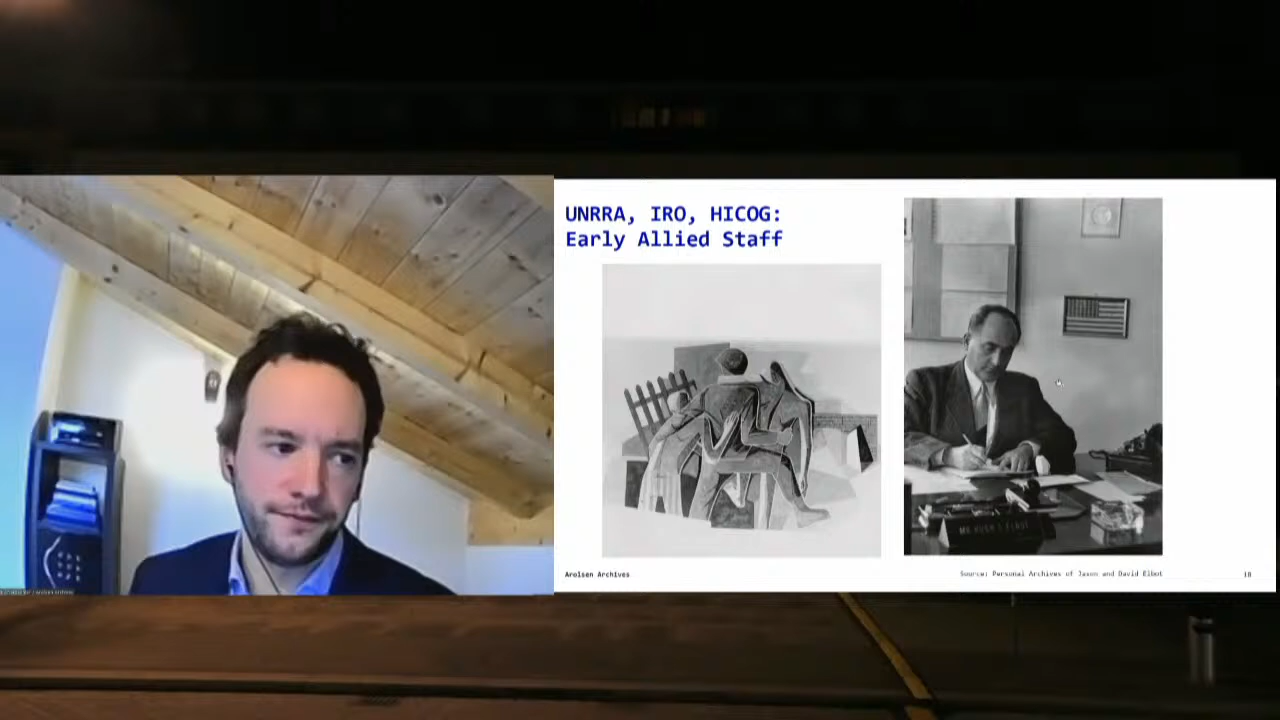 UNRRA, IRO, HICOG:
Early Allied Staff
Arolsen Archives
Source: Personal Archives of Jason and David Elbot
18